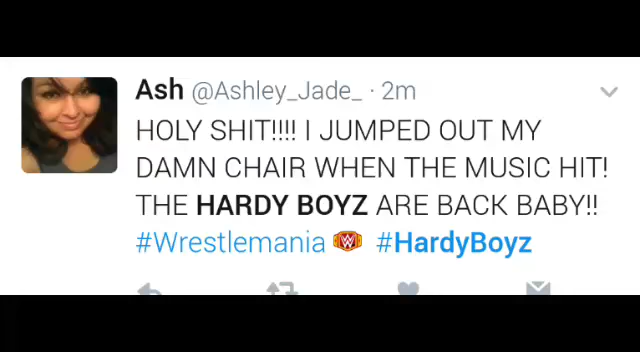 Ash @Ashley_Jade_ · 2m
HOLY SHIT!!!! I JUMPED OUT MY
DAMN CHAIR WHEN THE MUSIC HIT!
THE HARDY BOYZ ARE BACK BABY!!
#Wrestlemania #HardyBoyz